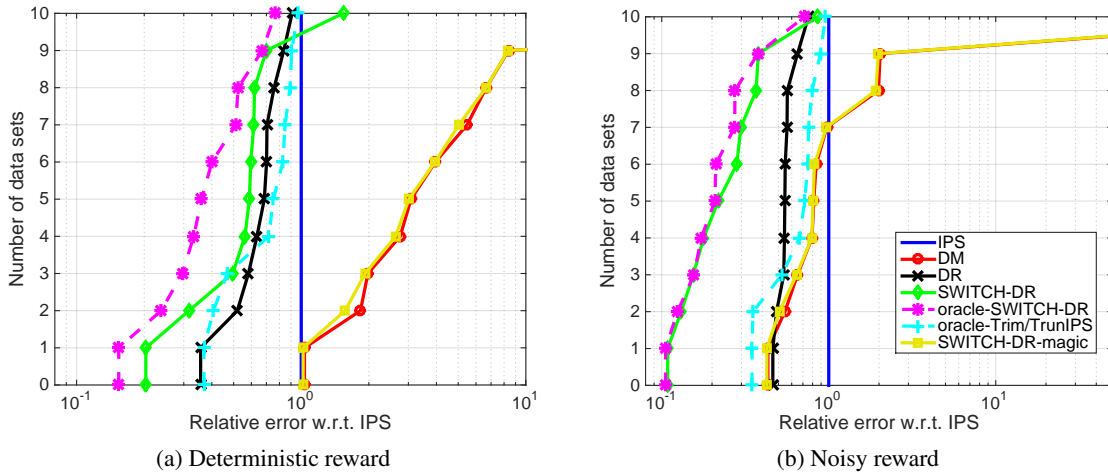 Number of data sets
10
9
8
7
6
5
4
3
2
1
0
10^-1
10^0
10^1
Relative error w.r.t. IPS
(a) Deterministic reward
Number of data sets
10
9
8
7
6
5
4
3
2
1
0
10^-1
10^0
10^1
Relative error w.r.t. IPS
IPS
DM
DR
SWITCH-DR
oracle-SWITCH-DR
oracle-Trim/TrunIPS
SWITCH-DR-magic
(b) Noisy reward